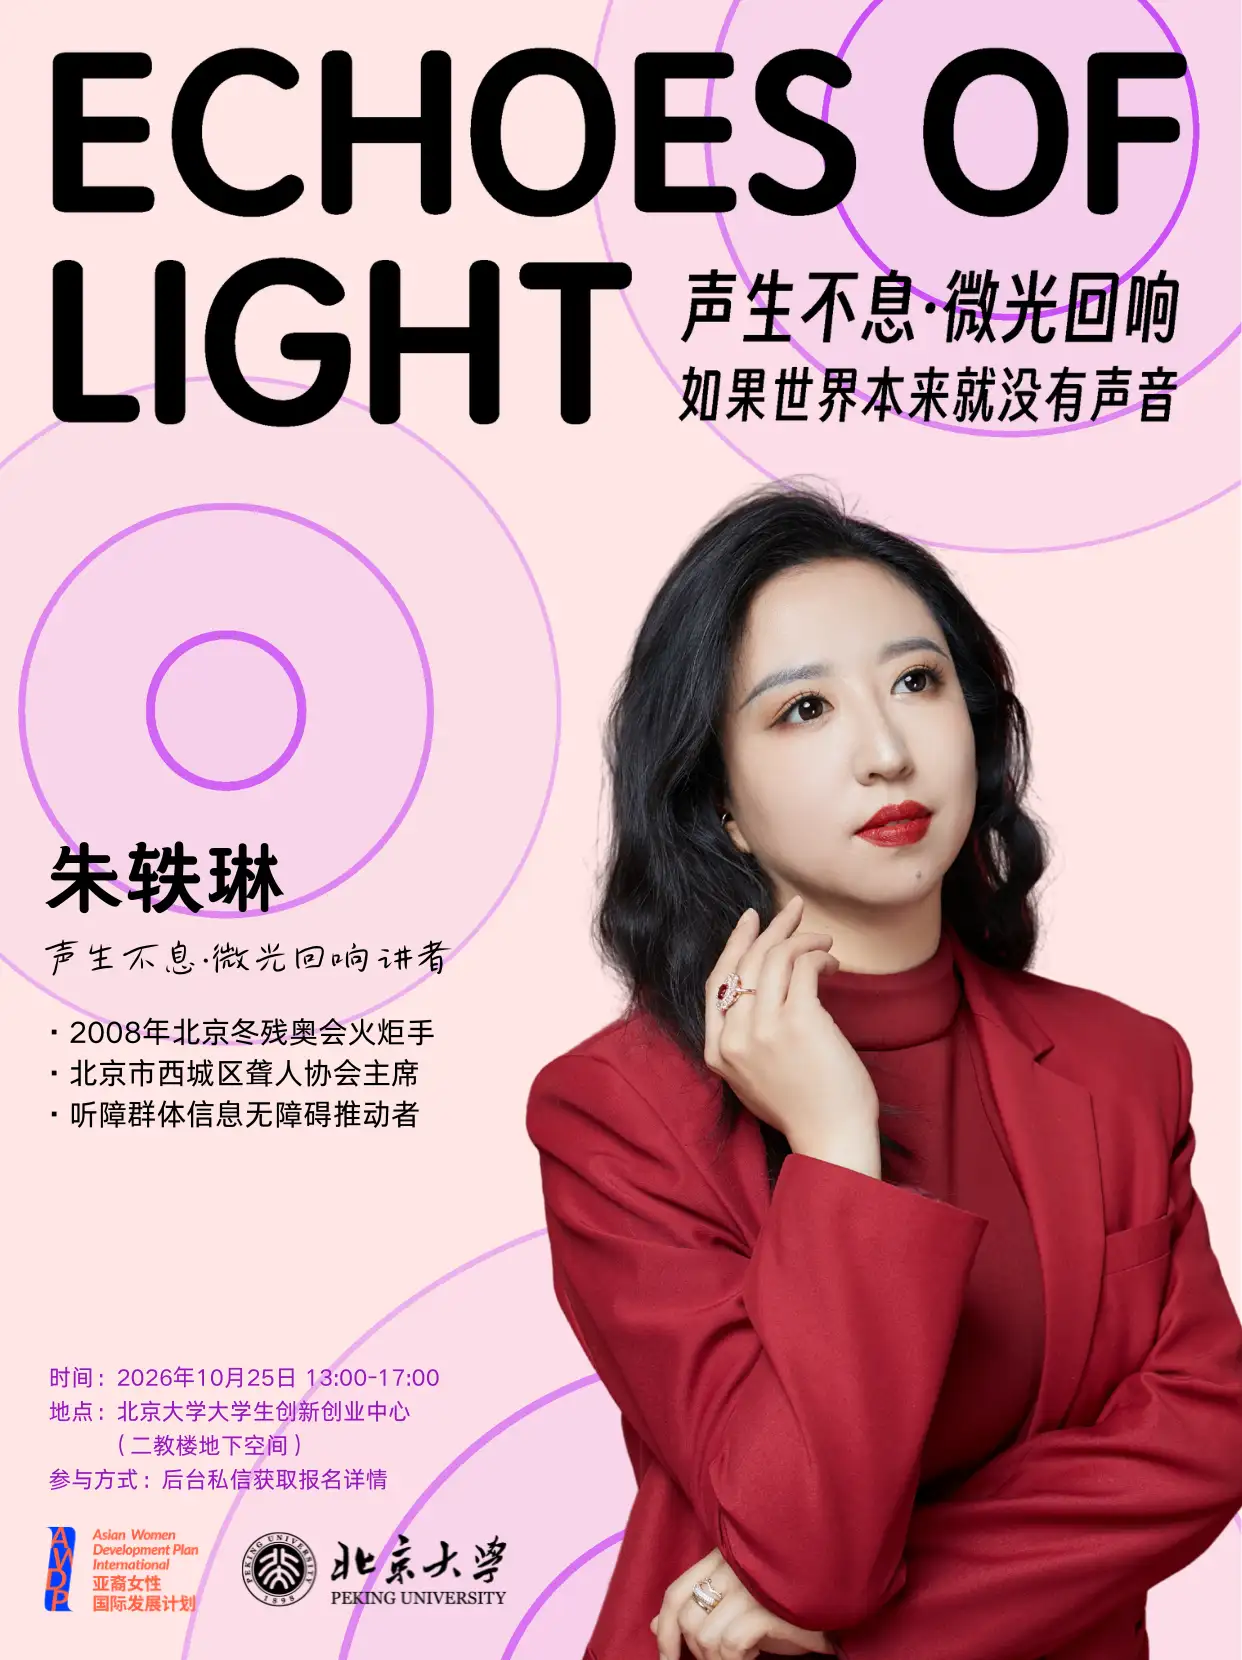 ECHOES OF
LIGHT
声生不息·微光回响
如果世界本来就没有声音
朱轶琳
声生不息·微光回响讲者
· 2008年北京冬残奥会火炬手
· 北京市西城区聋人协会主席
· 听障群体信息无障碍推动者
时间：2026年10月25日 13:00-17:00
地点：北京大学大学生创新创业中心
（二教楼地下空间）
参与方式：后台私信获取报名详情
AWDP
Asian Women
Development Plan
International
亚裔女性
国际发展计划
PEKING UNIVERSITY
1898
北京大学
PEKING UNIVERSITY